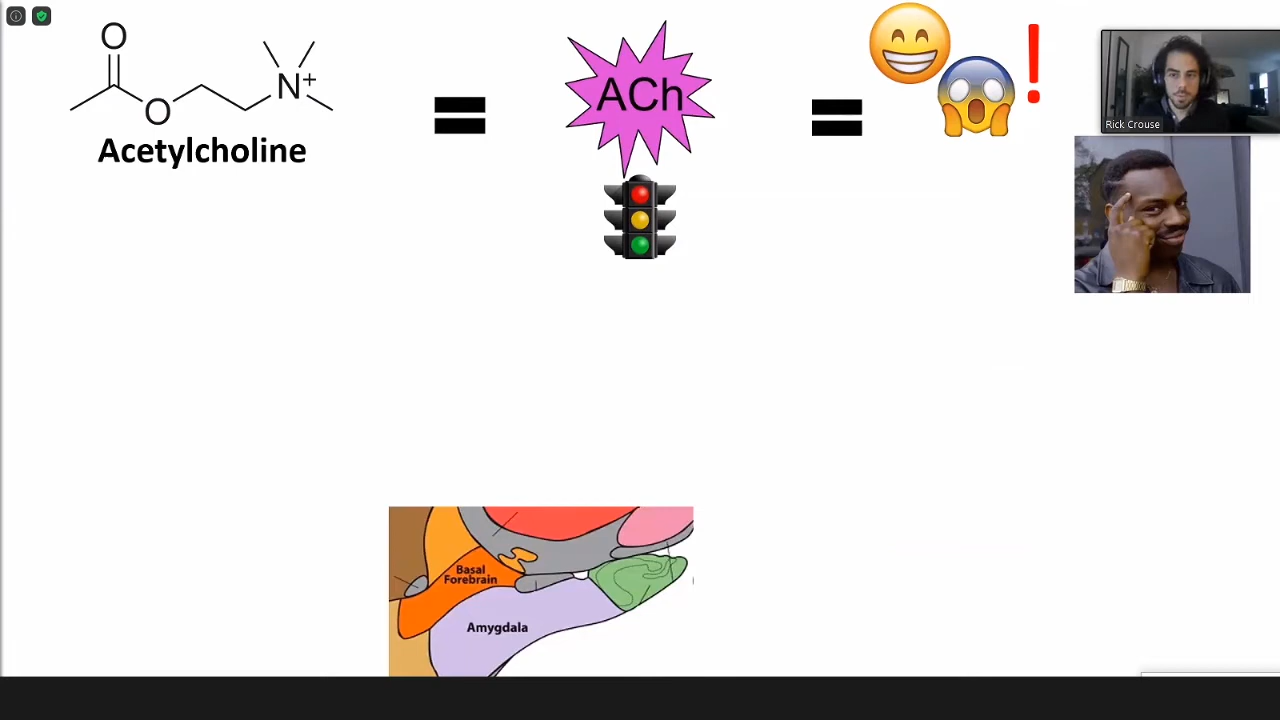 O
O
N+
Acetylcholine
ACh
Rick Crouse
Basal
Forebrain
Amygdala